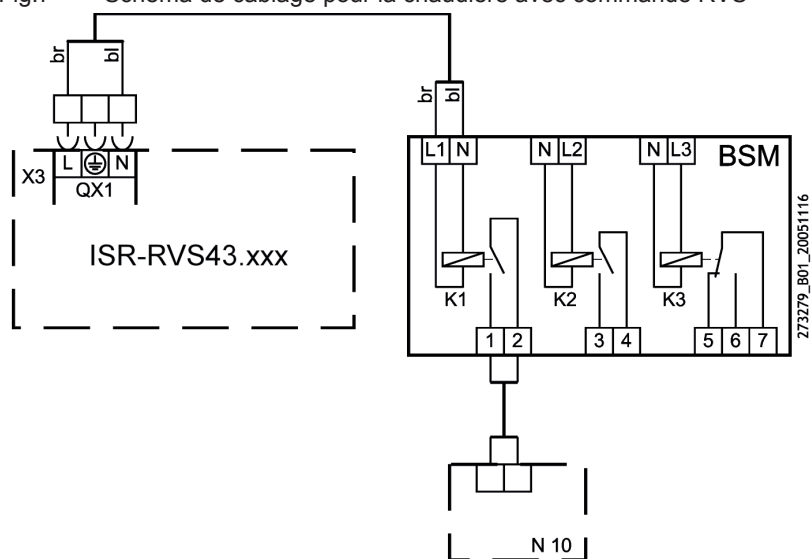 Schéma de câblage pour la chaudière avec commande RVS
br
bl
br
bl
X3
L
N
QX1
ISR-RVS43.xxx
L1 N
N L2
N L3
BSM
K1
K2
K3
1 2
3 4
5 6 7
273279_B01_20051116
N 10